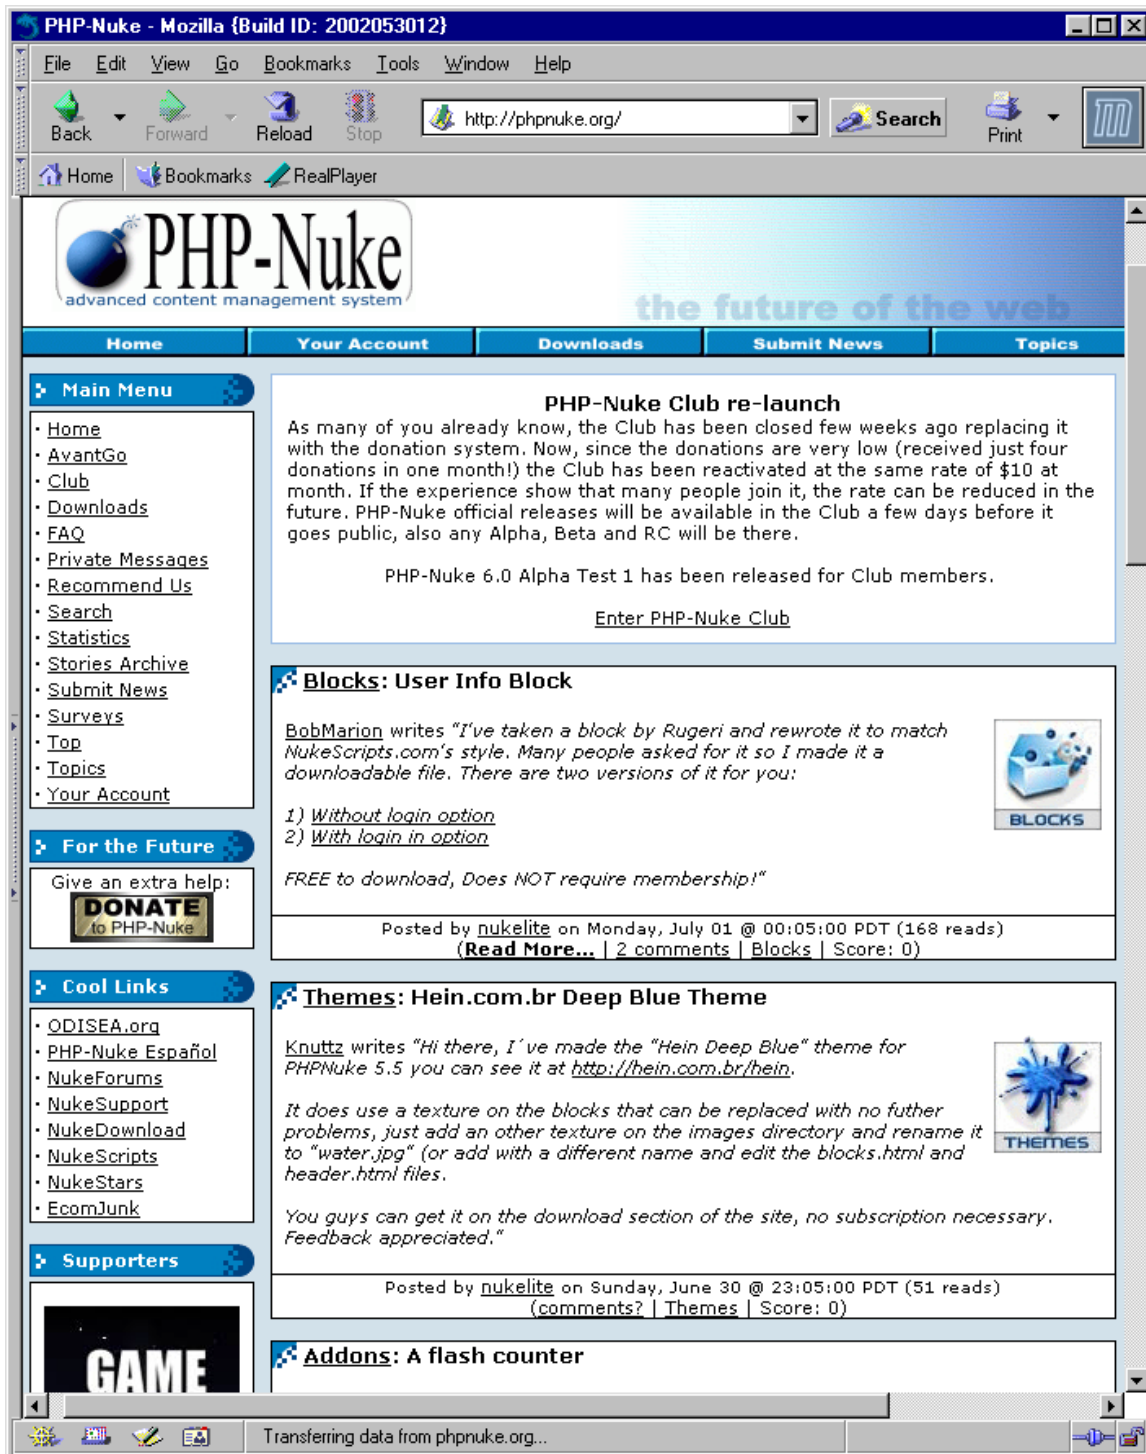 PHP-Nuke - Mozilla {Build ID: 2002053012}
File Edit View Go Bookmarks Tools Window Help
Back Forward Reload Stop http://phpnuke.org/ Search Print
Home Bookmarks RealPlayer
PHP-Nuke
advanced content management system
the future of the web
Home Your Account Downloads Submit News Topics
Main Menu
· Home
· AvantGo
· Club
· Downloads
· FAQ
· Private Messages
· Recommend Us
· Search
· Statistics
· Stories Archive
· Submit News
· Surveys
· Top
· Topics
· Your Account
For the Future
Give an extra help:
DONATE
to PHP-Nuke
Cool Links
· ODISEA.org
· PHP-Nuke Español
· NukeForums
· NukeSupport
· NukeDownload
· NukeScripts
· NukeStars
· EcomJunk
Supporters
GAME
PHP-Nuke Club re-launch
As many of you already know, the Club has been closed few weeks ago replacing it
with the donation system. Now, since the donations are very low (received just four
donations in one month!) the Club has been reactivated at the same rate of $10 at
month. If the experience show that many people join it, the rate can be reduced in the
future. PHP-Nuke official releases will be available in the Club a few days before it
goes public, also any Alpha, Beta and RC will be there.
PHP-Nuke 6.0 Alpha Test 1 has been released for Club members.
Enter PHP-Nuke Club
Blocks: User Info Block
BobMarion writes "I've taken a block by Rugeri and rewrote it to match
NukeScripts.com's style. Many people asked for it so I made it a
downloadable file. There are two versions of it for you:
1) Without login option
2) With login in option
FREE to download, Does NOT require membership!"
BLOCKS
Posted by nukelite on Monday, July 01 @ 00:05:00 PDT (168 reads)
(Read More... | 2 comments | Blocks | Score: 0)
Themes: Hein.com.br Deep Blue Theme
Knuttz writes "Hi there, I´ve made the "Hein Deep Blue" theme for
PHPNuke 5.5 you can see it at http://hein.com.br/hein.
It does use a texture on the blocks that can be replaced with no futher
problems, just add an other texture on the images directory and rename it
to "water.jpg" (or add with a different name and edit the blocks.html and
header.html files.
You guys can get it on the download section of the site, no subscription necessary.
Feedback appreciated."
THEMES
Posted by nukelite on Sunday, June 30 @ 23:05:00 PDT (51 reads)
(comments? | Themes | Score: 0)
Addons: A flash counter
Transferring data from phpnuke.org...